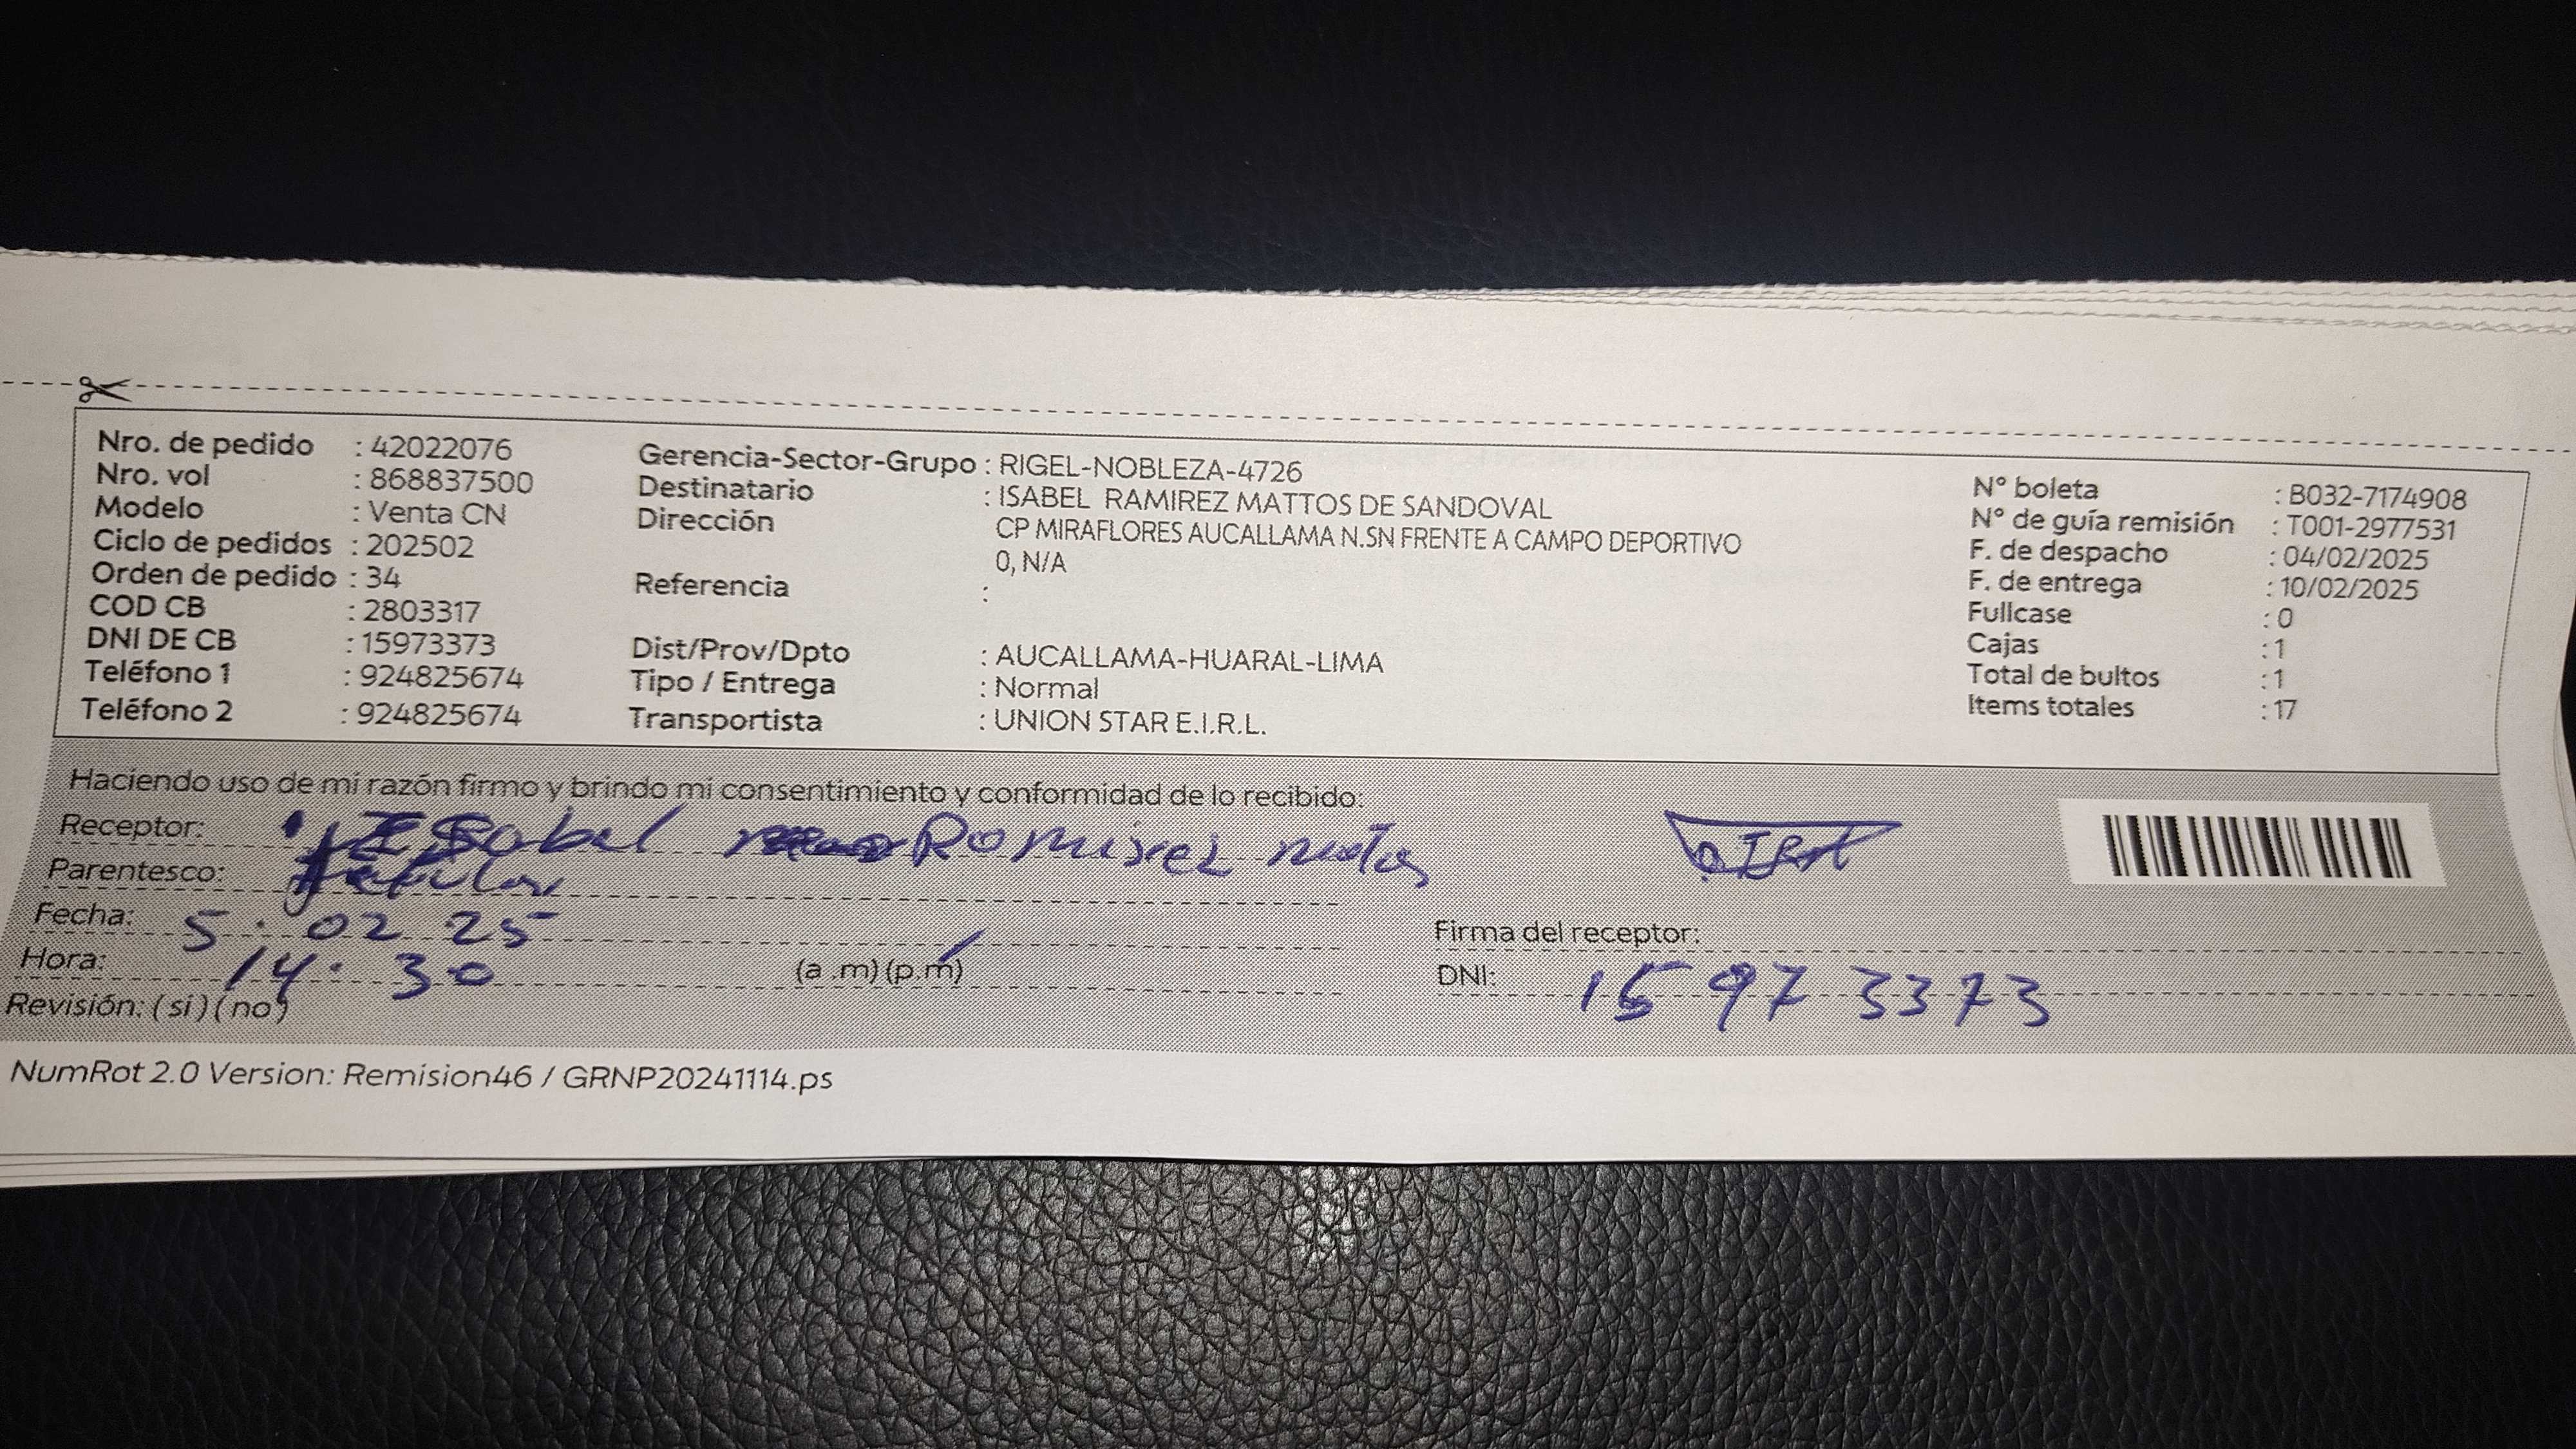 Nro. de pedido : 42022076
Nro. vol : 868837500
Modelo : Venta CN
Ciclo de pedidos : 202502
Orden de pedido : 34
COD CB : 2803317
DNI DE CB : 15973373
Teléfono 1 : 924825674
Teléfono 2 : 924825674
Gerencia-Sector-Grupo : RIGEL-NOBLEZA-4726
Destinatario : ISABEL RAMIREZ MATTOS DE SANDOVAL
Dirección CP MIRAFLORES AUCALLAMA N.SN FRENTE A CAMPO DEPORTIVO
0, N/A
Referencia :
Dist/Prov/Dpto : AUCALLAMA-HUARAL-LIMA
Tipo / Entrega : Normal
Transportista : UNION STAR E.I.R.L.
N° boleta : B032-7174908
N° de guía remisión : T001-2977531
F. de despacho : 04/02/2025
F. de entrega : 10/02/2025
Fullcase : 0
Cajas : 1
Total de bultos : 1
Items totales : 17
Haciendo uso de mi razón firmo y brindo mi consentimiento y conformidad de lo recibido:
Receptor: Isabel Romirez
Parentesco:
Fecha: 5 . 02 25
Hora: 14 . 30 (a .m) (p.m)
Revisión: (si) (no)
Firma del receptor:
DNI: 15973373
NumRot 2.0 Version: Remision46 / GRNP20241114.ps